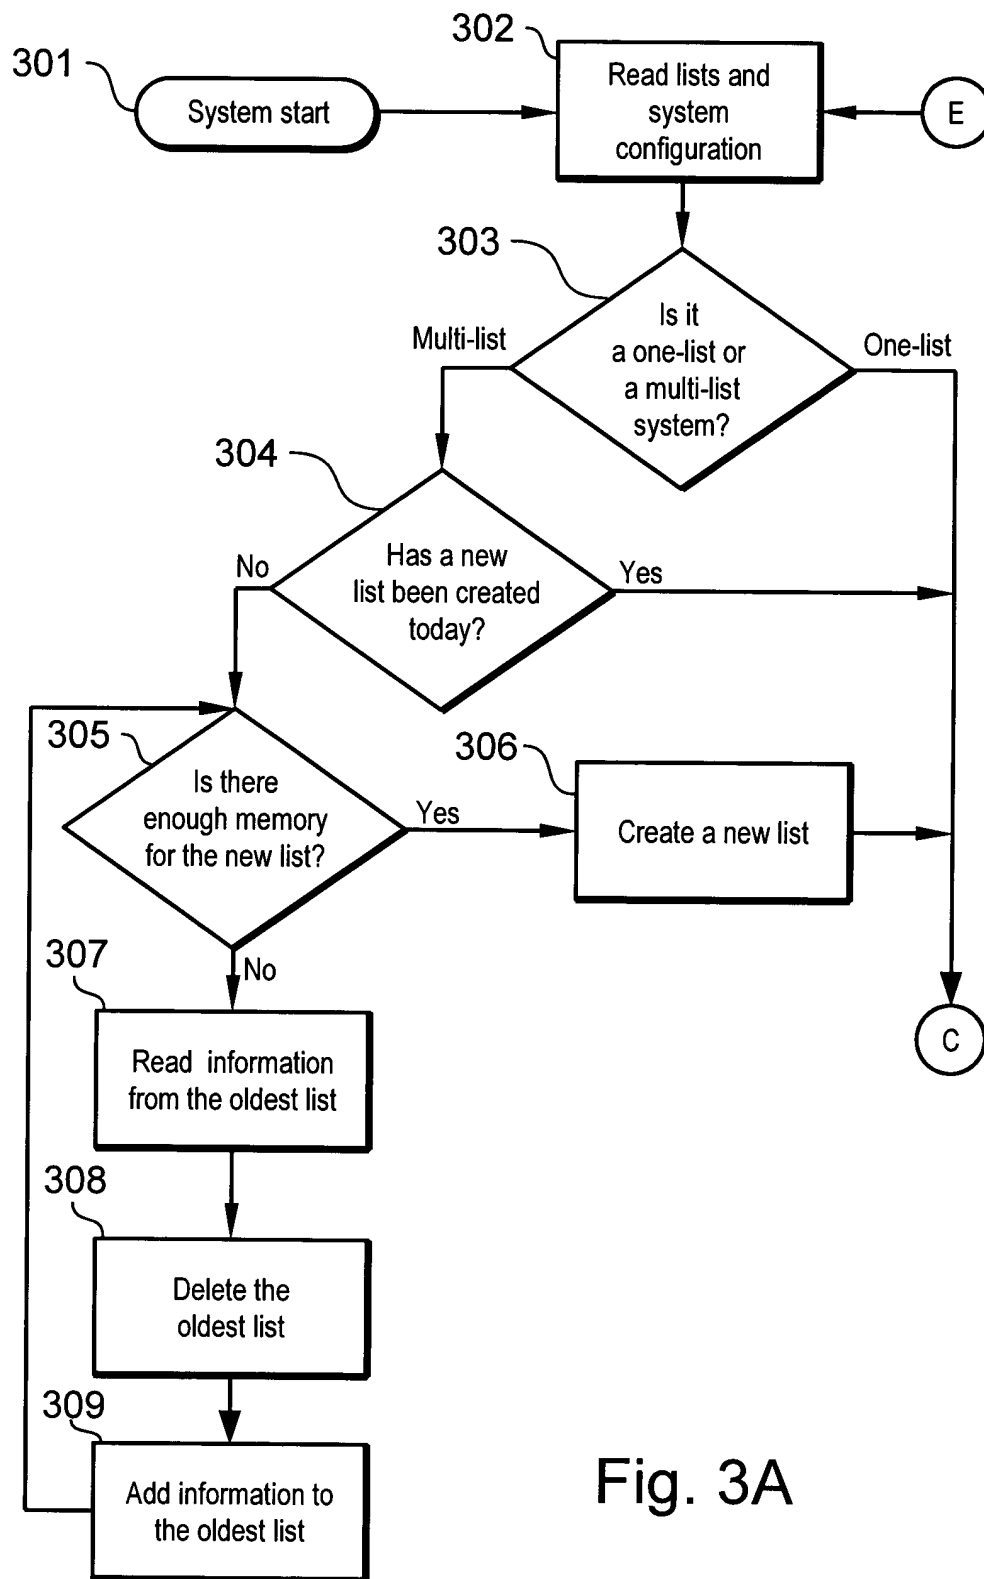 302
301
System start
Read lists and
system
configuration
E
303
Multi-list
Is it
a one-list or
a multi-list
system?
One-list
304
No
Has a new
list been created
today?
Yes
305
306
Is there
enough memory
for the new list?
Yes
Create a new list
307
No
Read information
from the oldest list
C
308
Delete the
oldest list
309
Add information to
the oldest list
Fig. 3A